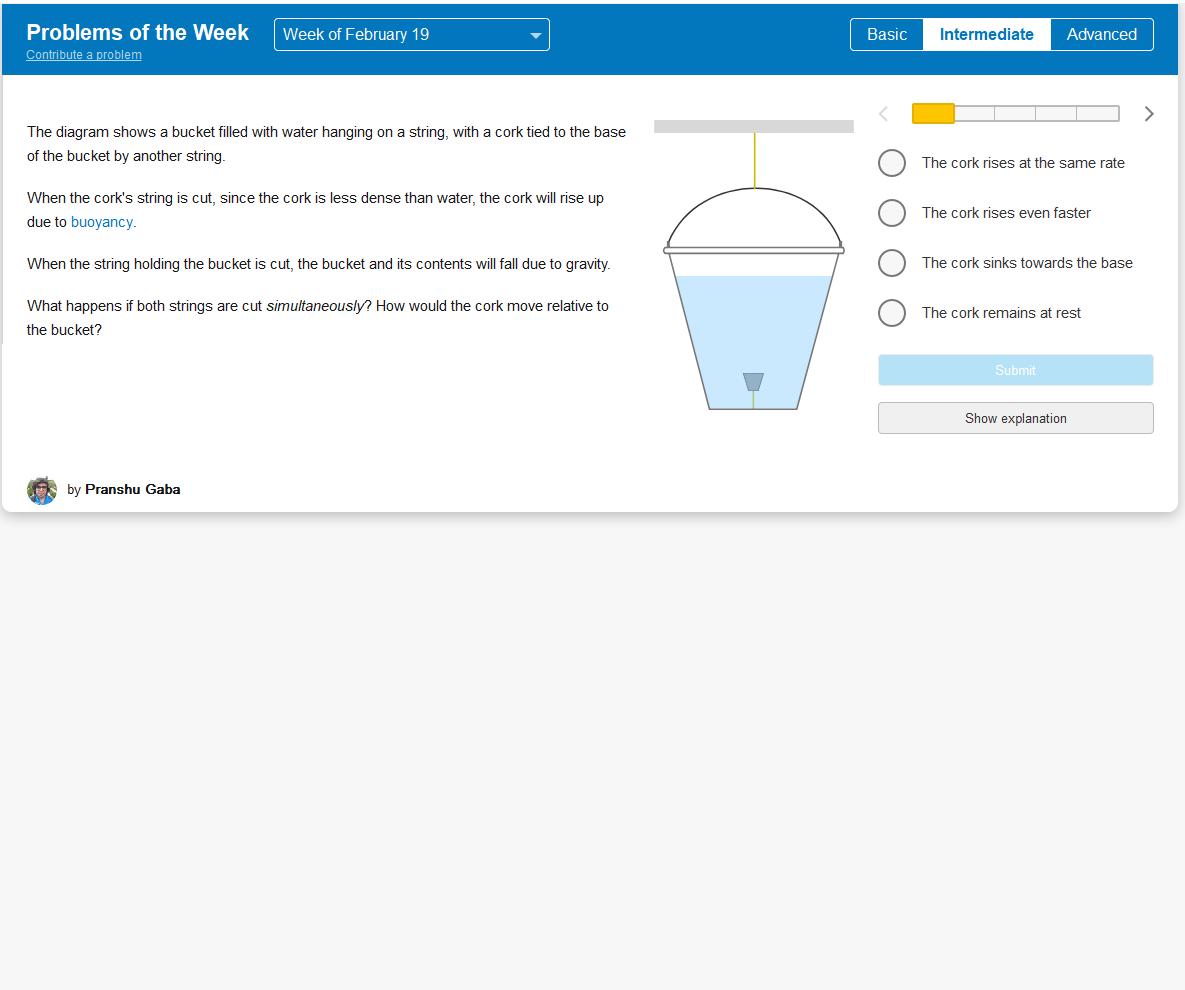 Problems of the Week
Contribute a problem
Week of February 19
Basic
Intermediate
Advanced
The diagram shows a bucket filled with water hanging on a string, with a cork tied to the base
of the bucket by another string.
When the cork's string is cut, since the cork is less dense than water, the cork will rise up
due to buoyancy.
When the string holding the bucket is cut, the bucket and its contents will fall due to gravity.
What happens if both strings are cut simultaneously? How would the cork move relative to
the bucket?
by Pranshu Gaba
The cork rises at the same rate
The cork rises even faster
The cork sinks towards the base
The cork remains at rest
Submit
Show explanation